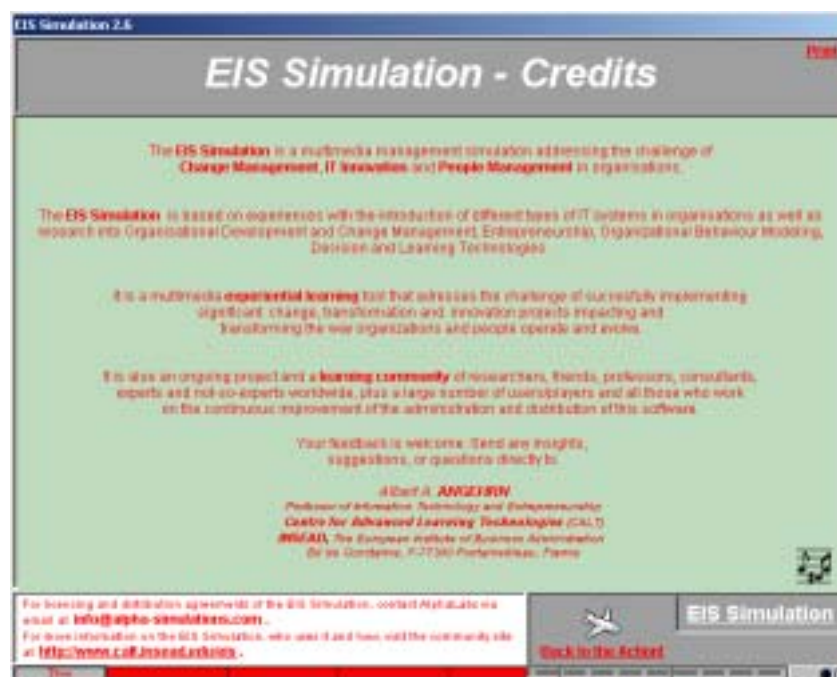 EIS Simulation 2.6
Print
EIS Simulation - Credits
The EIS Simulation is a multimedia management simulation addressing the challenge of
Change Management, IT Innovation and People Management in organisations.
The EIS Simulation is based on experiences with the introduction of different types of IT systems in organisations as well as
research into Organisational Development and Change Management, Entrepreneurship, Organizational Behaviour Modeling,
Decision and Learning Technologies
It is a multimedia experiential learning tool that adresses the challenge of successfully implementing
significant change, transformation and innovation projects impacting and
transforming the way organizations and people operate and evolve.
It is also an ongoing project and a learning community of researchers, friends, professors, consultants,
experts and not-so-experts worldwide, plus a large number of users/players and all those who work
on the continuous improvement of the administration and distribution of this software.
Your feedback is welcome. Send any insights,
suggestions, or questions directly to:
Albert A. ANGEHRN
Professor of Information Technology and Entrepreneurship
Centre for Advanced Learning Technologies (CALT)
INSEAD, The European Institute of Business Administration
Bd de Constance, F-77300 Fontainebleau, France
For licensing and distribution agreements of the EIS Simulation, contact AlphaLabs via
email at info@alpha-simulations.com .
For more information on the EIS Simulation, who uses it and how, visit the community site
at http://www.calt.insead.edu/eis .
EIS Simulation
Back to the Action!
The